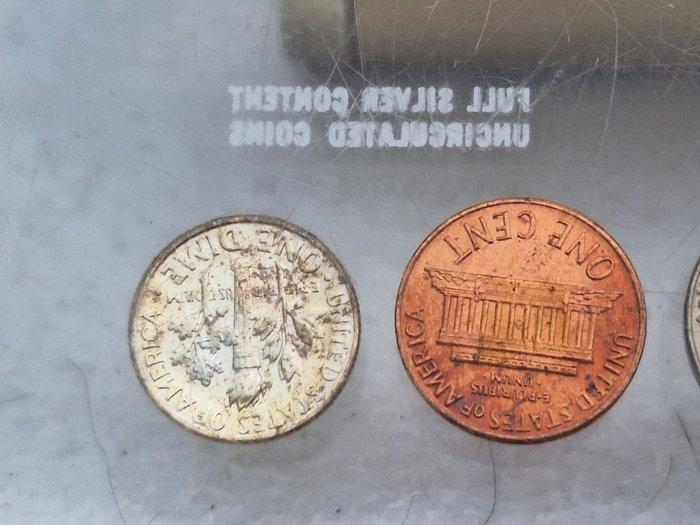 FULL SILVER CONTENT
UNCIRCULATED COINS
UNITED STATES OF AMERICA
ONE DIME
UNITED STATES OF AMERICA
E·PLURIBUS
·UNUM·
ONE CENT